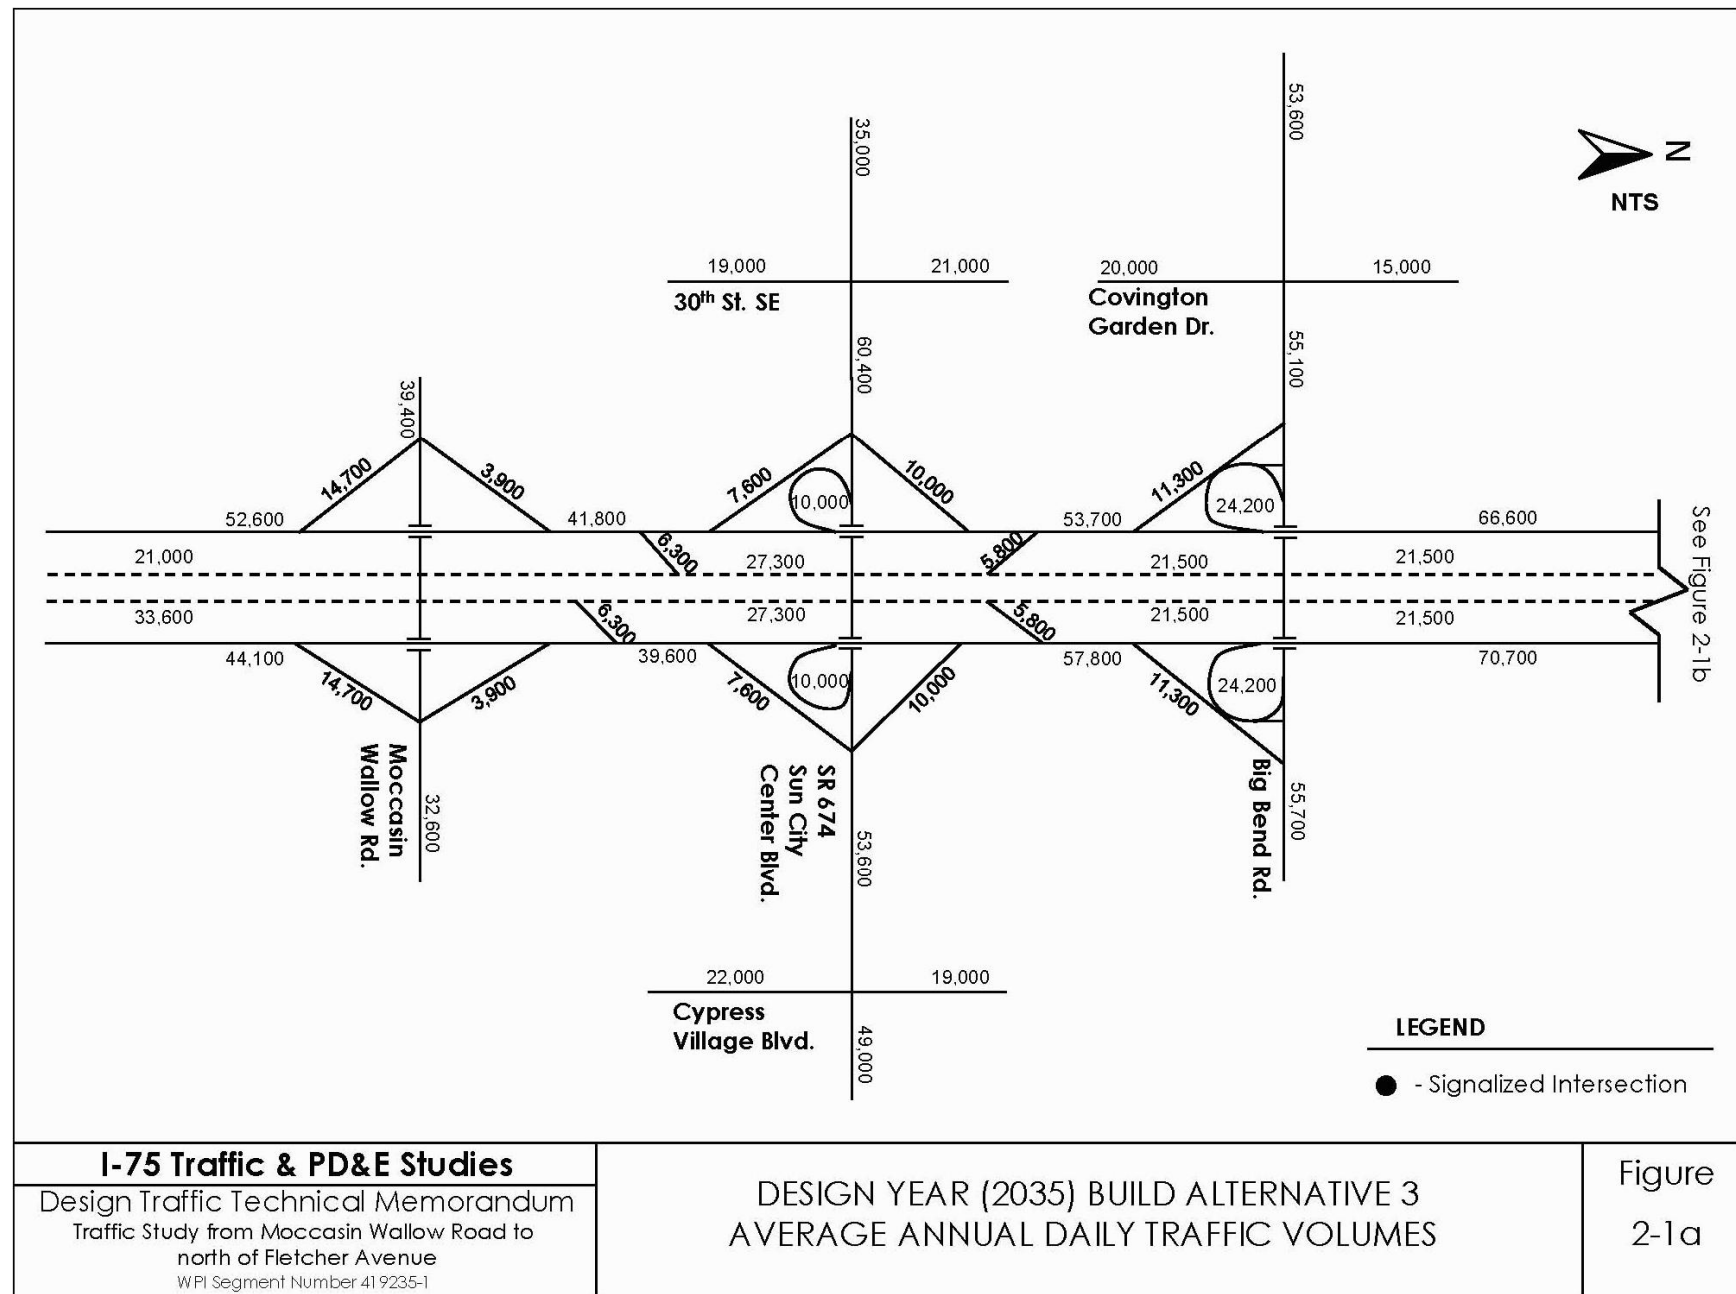 53,600
35,000
N
NTS
19,000
21,000
20,000
15,000
30th St. SE
Covington
Garden Dr.
60,400
55,100
39,400
14,700
3,900
7,600
10,000
10,000
11,300
24,200
52,600
41,800
53,700
66,600
6,300
5,800
21,000
27,300
21,500
21,500
33,600
6,300
27,300
5,800
21,500
21,500
44,100
39,600
57,800
70,700
See Figure 2-1b
14,700
3,900
7,600
10,000
10,000
11,300
24,200
Moccasin
Wallow Rd.
32,600
SR 674
Sun City
Center Blvd.
53,600
Big Bend Rd.
55,700
22,000
19,000
Cypress
Village Blvd.
49,000
LEGEND
- Signalized Intersection
I-75 Traffic & PD&E Studies
Design Traffic Technical Memorandum
Traffic Study from Moccasin Wallow Road to
north of Fletcher Avenue
WPI Segment Number 419235-1
DESIGN YEAR (2035) BUILD ALTERNATIVE 3
AVERAGE ANNUAL DAILY TRAFFIC VOLUMES
Figure
2-1a